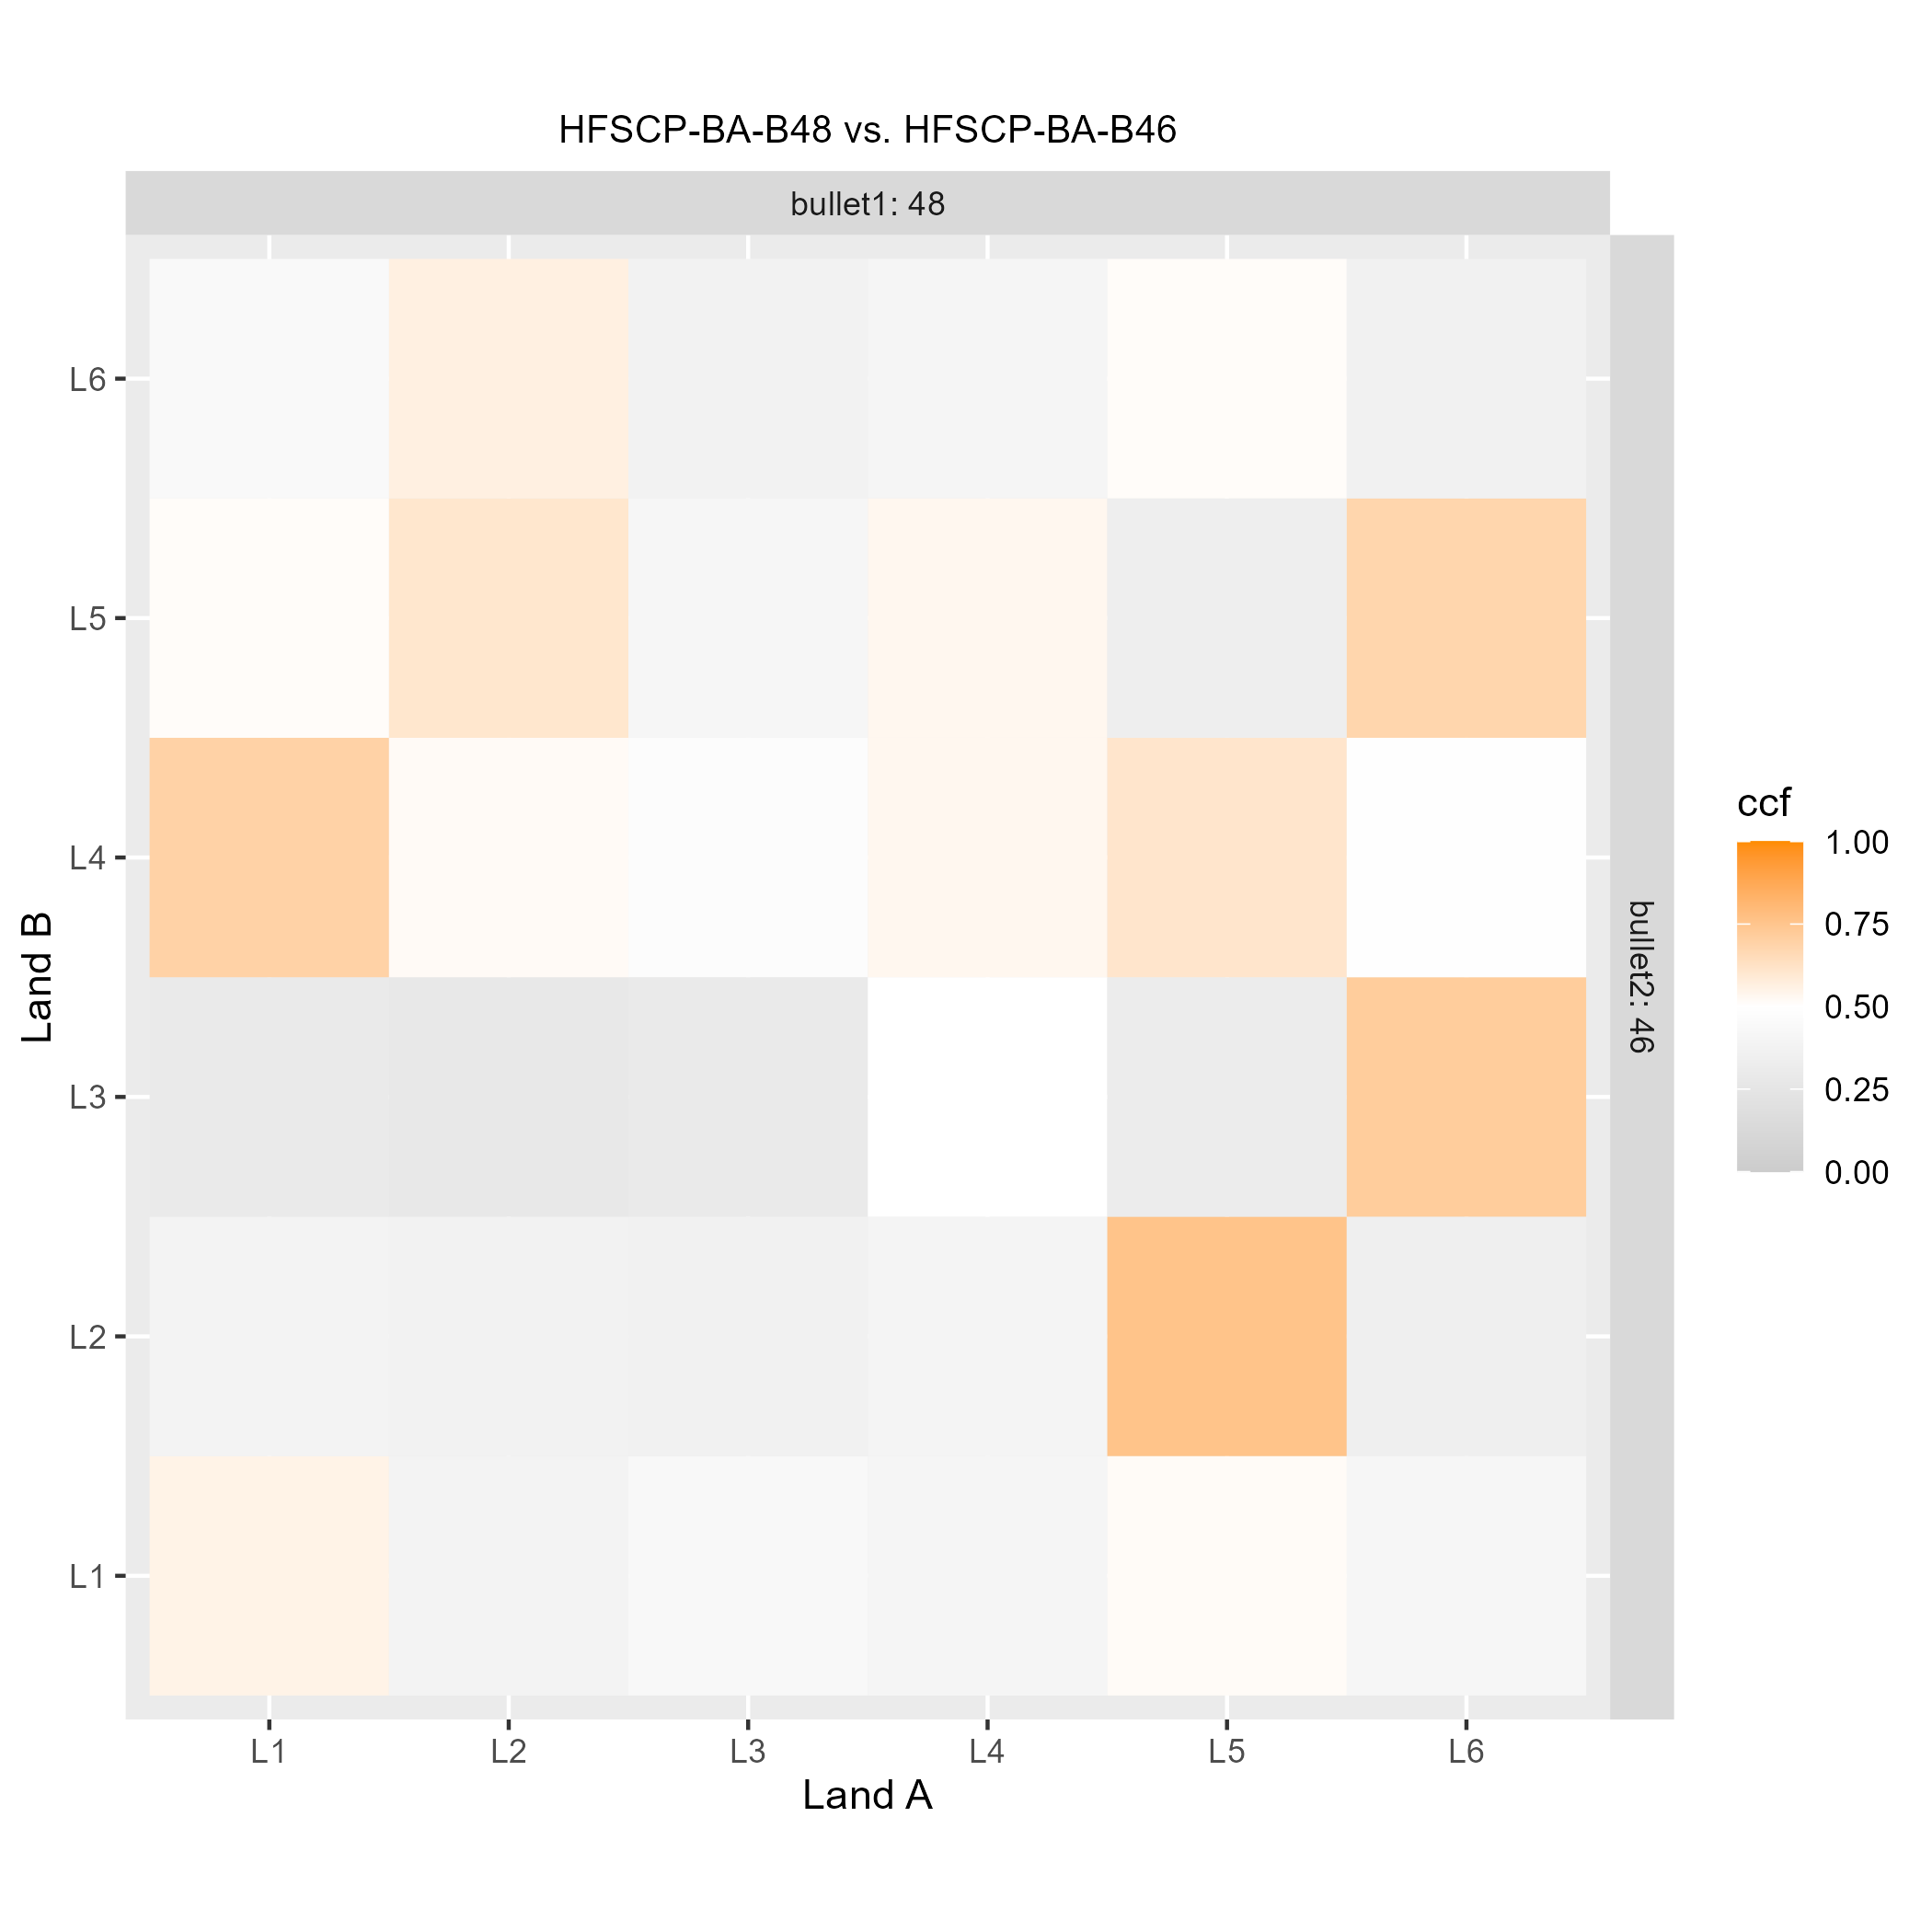 HFSCP-BA-B48 vs. HFSCP-BA-B46
bullet1: 48
L6
L5
L4
L3
L2
L1
Land B
bullet2: 46
L1 L2 L3 L4 L5 L6
Land A
ccf
1.00
0.75
0.50
0.25
0.00